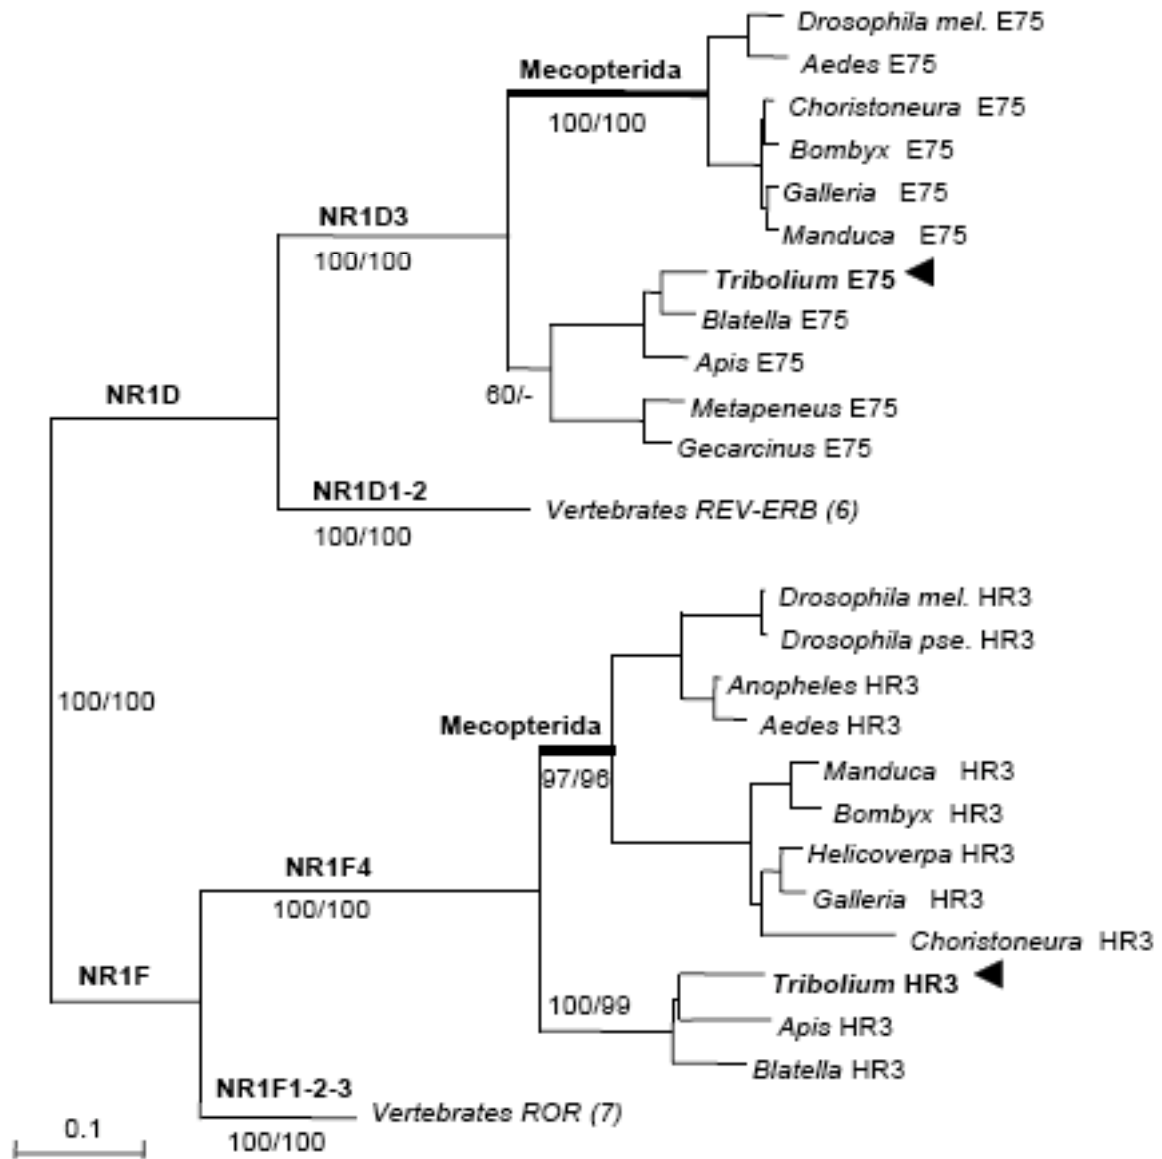 Drosophila mel. E75
Mecopterida
Aedes E75
100/100
Choristoneura E75
Bombyx E75
Galleria E75
NR1D3
Manduca E75
100/100
Tribolium E75
Blatella E75
Apis E75
NR1D
60/-
Metapeneus E75
Gecarcinus E75
NR1D1-2
Vertebrates REV-ERB (6)
100/100
Drosophila mel. HR3
Drosophila pse. HR3
Anopheles HR3
100/100
Mecopterida
Aedes HR3
97/96
Manduca HR3
Bombyx HR3
Helicoverpa HR3
NR1F4
Galleria HR3
100/100
Choristoneura HR3
NR1F
Tribolium HR3
100/99
Apis HR3
Blatella HR3
NR1F1-2-3
Vertebrates ROR (7)
0.1
100/100